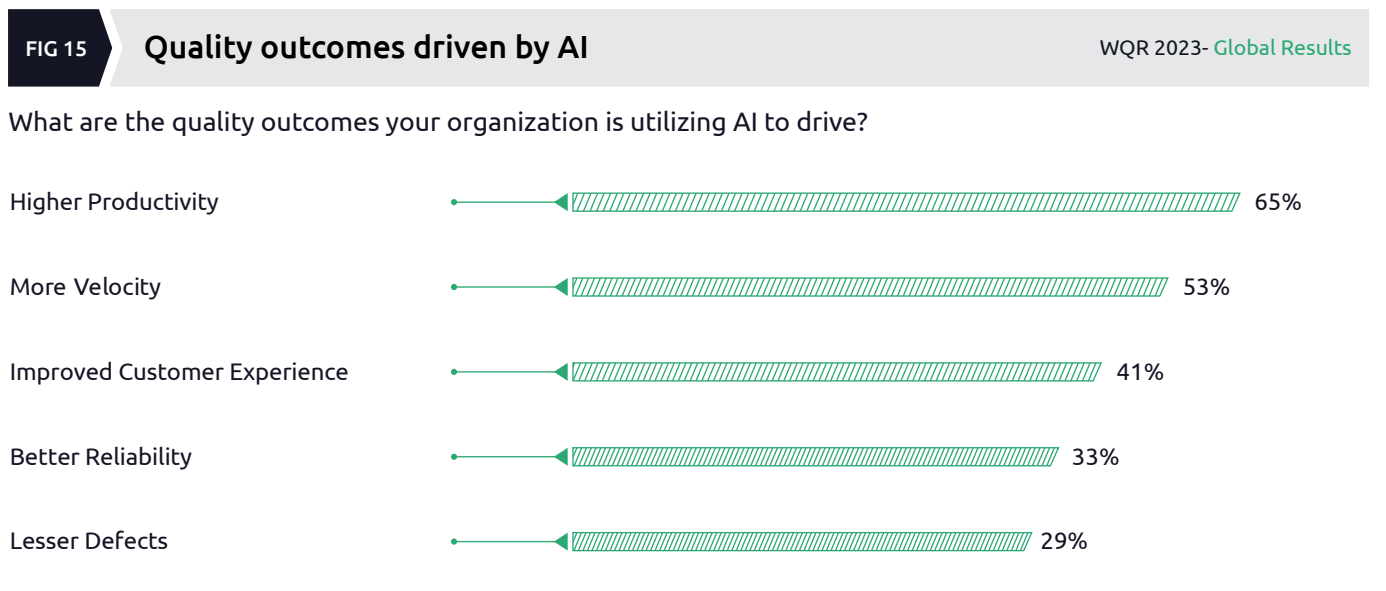 FIG 15
Quality outcomes driven by AI
WQR 2023- Global Results
What are the quality outcomes your organization is utilizing AI to drive?
Higher Productivity 65%
More Velocity 53%
Improved Customer Experience 41%
Better Reliability 33%
Lesser Defects 29%